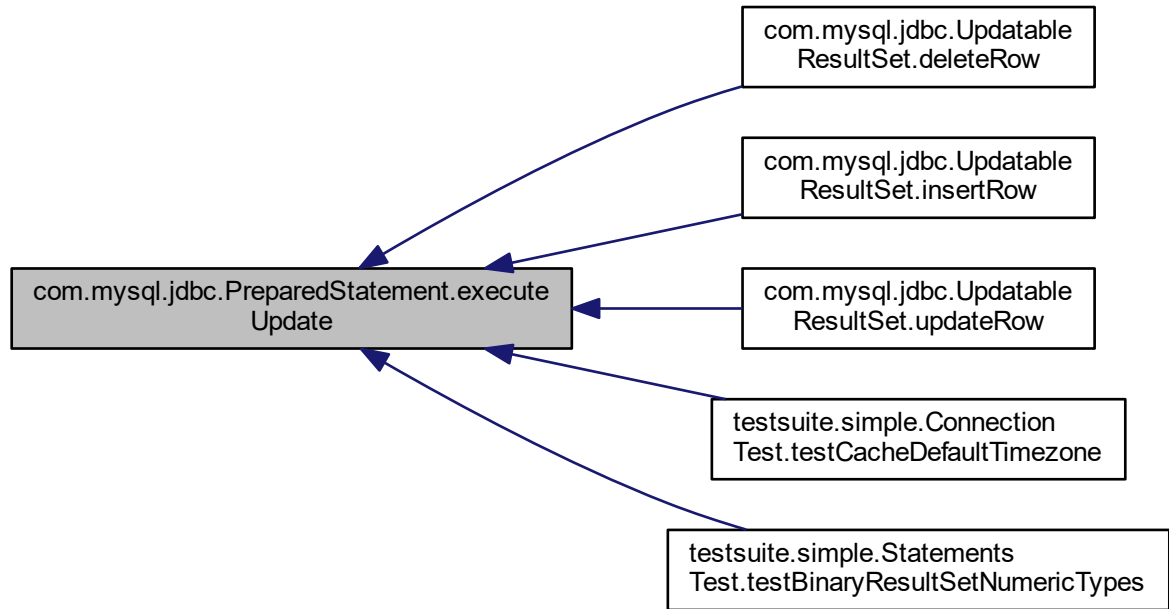 com.mysql.jdbc.Updatable
ResultSet.deleteRow
com.mysql.jdbc.Updatable
ResultSet.insertRow
com.mysql.jdbc.PreparedStatement.execute
Update
com.mysql.jdbc.Updatable
ResultSet.updateRow
testsuite.simple.Connection
Test.testCacheDefaultTimezone
testsuite.simple.Statements
Test.testBinaryResultSetNumericTypes